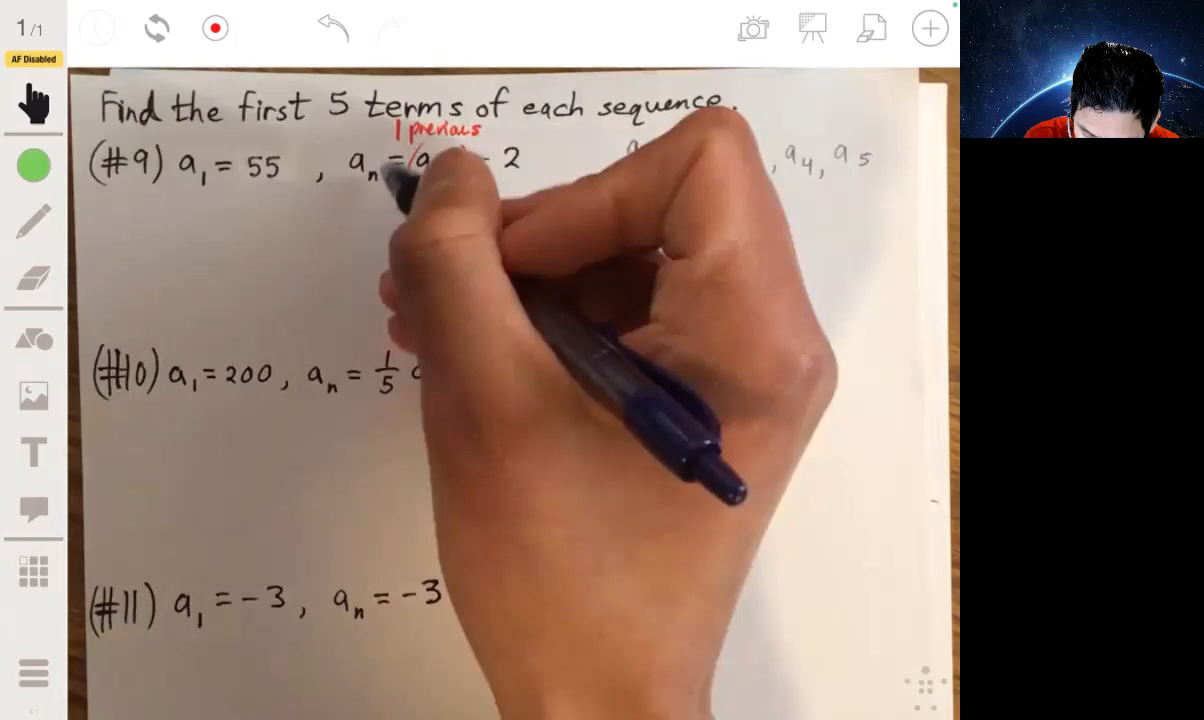 1/1
AF Disabled
Find the first 5 terms of each sequence.
1 previous
(#9) a₁ = 55 , aₙ = (a - 2 a₄, a₅
(#10) a₁ = 200, aₙ = 1/5
(#11) a₁ = -3, aₙ = -3
T